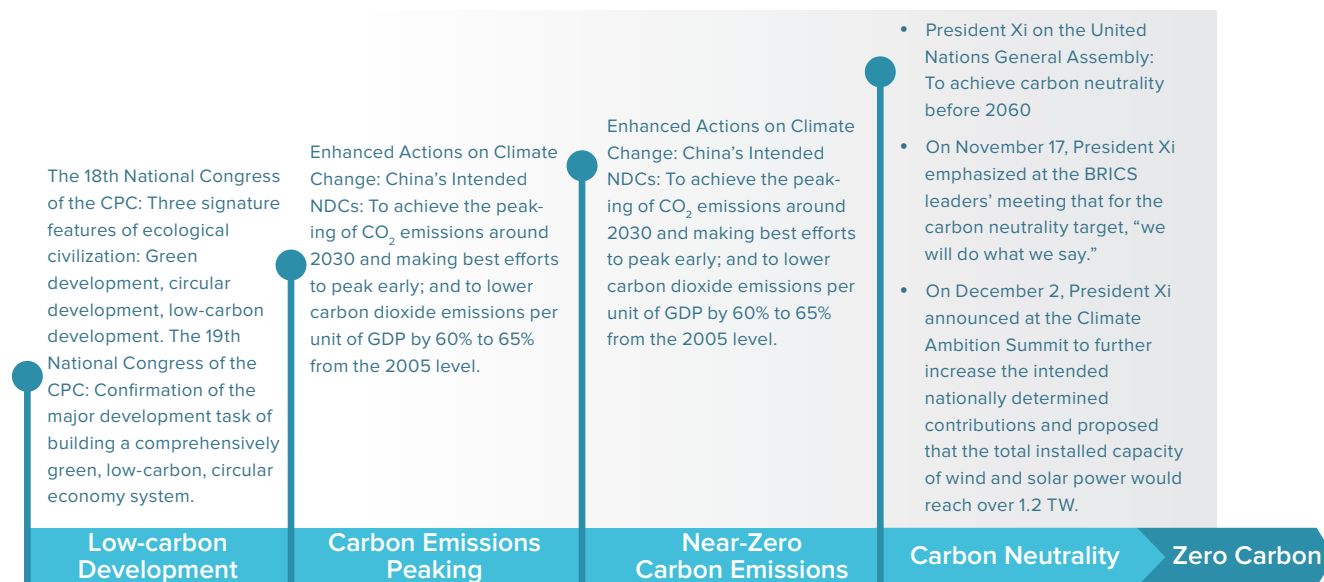 The 18th National Congress
of the CPC: Three signature
features of ecological
civilization: Green
development, circular
development, low-carbon
development. The 19th
National Congress of the
CPC: Confirmation of the
major development task of
building a comprehensively
green, low-carbon, circular
economy system.
Enhanced Actions on Climate
Change: China’s Intended
NDCs: To achieve the peak-
ing of CO₂ emissions around
2030 and making best efforts
to peak early; and to lower
carbon dioxide emissions per
unit of GDP by 60% to 65%
from the 2005 level.
Enhanced Actions on Climate
Change: China’s Intended
NDCs: To achieve the peak-
ing of CO₂ emissions around
2030 and making best efforts
to peak early; and to lower
carbon dioxide emissions per
unit of GDP by 60% to 65%
from the 2005 level.
• President Xi on the United
Nations General Assembly:
To achieve carbon neutrality
before 2060
• On November 17, President Xi
emphasized at the BRICS
leaders’ meeting that for the
carbon neutrality target, “we
will do what we say.”
• On December 2, President Xi
announced at the Climate
Ambition Summit to further
increase the intended
nationally determined
contributions and proposed
that the total installed capacity
of wind and solar power would
reach over 1.2 TW.
Low-carbon
Development
Carbon Emissions
Peaking
Near-Zero
Carbon Emissions
Carbon Neutrality
Zero Carbon